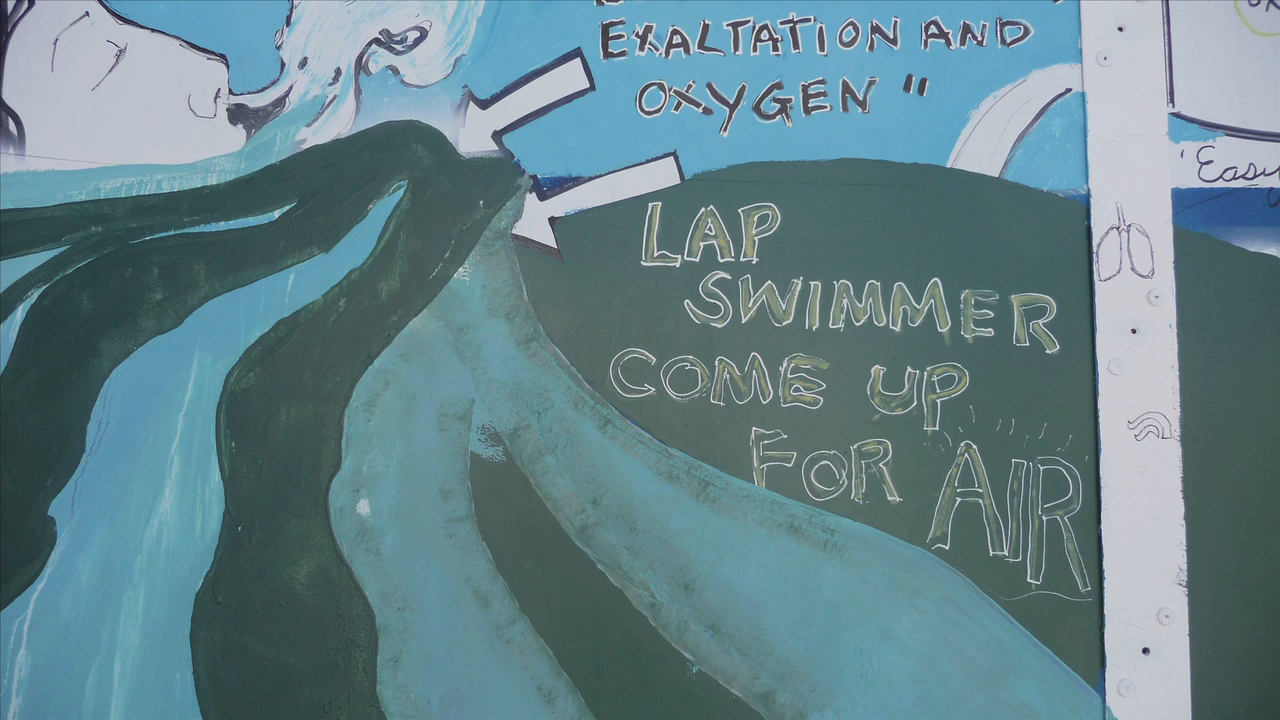 EXALTATION AND
OXYGEN"
LAP
SWIMMER
COME UP
FOR AIR
"Easy